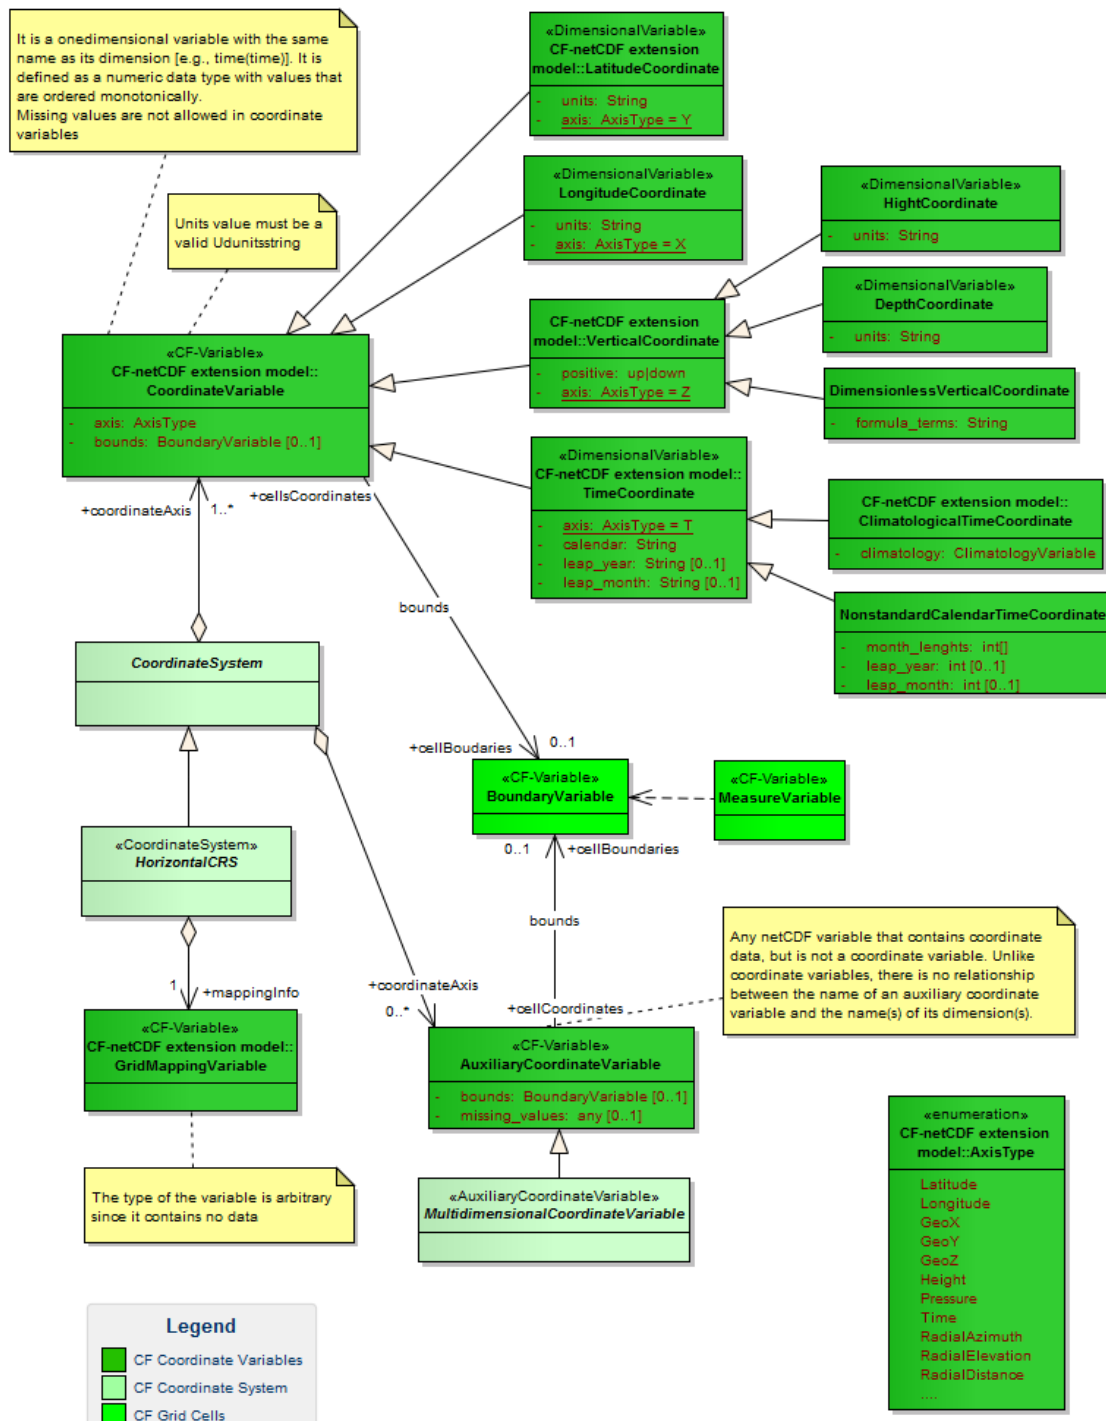 It is a onedimensional variable with the same
name as its dimension [e.g., time(time)]. It is
defined as a numeric data type with values that
are ordered monotonically.
Missing values are not allowed in coordinate
variables
Units value must be a
valid Udunitsstring
«DimensionalVariable»
CF-netCDF extension
model::LatitudeCoordinate
- units: String
- axis: AxisType = Y
«DimensionalVariable»
LongitudeCoordinate
- units: String
- axis: AxisType = X
«DimensionalVariable»
HightCoordinate
- units: String
«DimensionalVariable»
DepthCoordinate
- units: String
CF-netCDF extension
model::VerticalCoordinate
- positive: up|down
- axis: AxisType = Z
DimensionlessVerticalCoordinate
- formula_terms: String
«CF-Variable»
CF-netCDF extension model::
CoordinateVariable
- axis: AxisType
- bounds: BoundaryVariable [0..1]
«DimensionalVariable»
CF-netCDF extension model::
TimeCoordinate
- axis: AxisType = T
- calendar: String
- leap_year: String [0..1]
- leap_month: String [0..1]
CF-netCDF extension model::
ClimatologicalTimeCoordinate
- climatology: ClimatologyVariable
NonstandardCalendarTimeCoordinate
- month_lenghts: int[]
- leap_year: int [0..1]
- leap_month: int [0..1]
+coordinateAxis
1..*
+cellsCoordinates
bounds
CoordinateSystem
+cellBoudaries
0..1
«CF-Variable»
BoundaryVariable
«CF-Variable»
MeasureVariable
0..1
+cellBoundaries
«CoordinateSystem»
HorizontalCRS
bounds
Any netCDF variable that contains coordinate
data, but is not a coordinate variable. Unlike
coordinate variables, there is no relationship
between the name of an auxiliary coordinate
variable and the name(s) of its dimension(s).
1
+mappingInfo
+coordinateAxis
0..*
+cellCoordinates
«CF-Variable»
CF-netCDF extension model::
GridMappingVariable
«CF-Variable»
AuxiliaryCoordinateVariable
- bounds: BoundaryVariable [0..1]
- missing_values: any [0..1]
The type of the variable is arbitrary
since it contains no data
«AuxiliaryCoordinateVariable»
MultidimensionalCoordinateVariable
«enumeration»
CF-netCDF extension
model::AxisType
Latitude
Longitude
GeoX
GeoY
GeoZ
Height
Pressure
Time
RadialAzimuth
RadialElevation
RadialDistance
....
Legend
CF Coordinate Variables
CF Coordinate System
CF Grid Cells